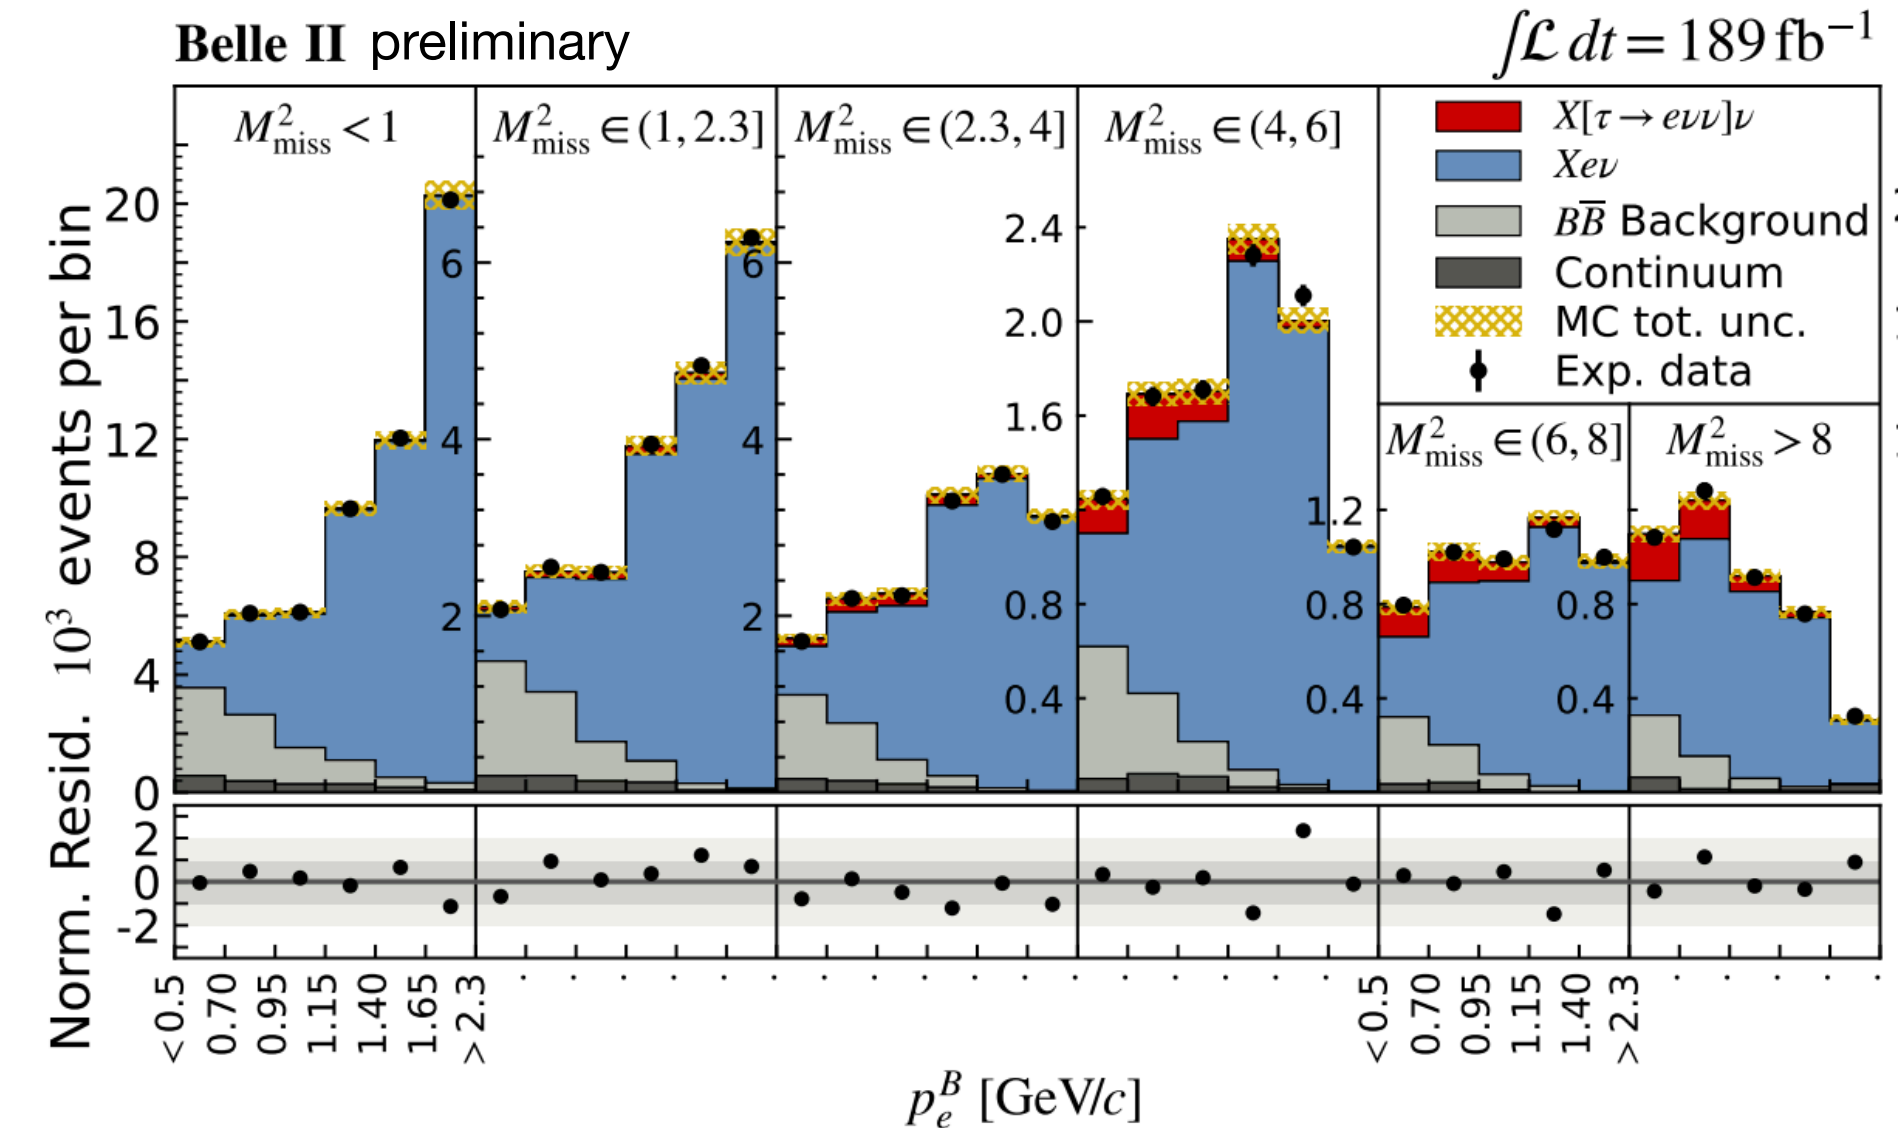 Belle II preliminary
∫ℒ dt = 189 fb⁻¹
M²miss < 1
M²miss ∈ (1, 2.3]
M²miss ∈ (2.3, 4]
M²miss ∈ (4, 6]
X[τ → eνν]ν
Xeν
BB̅ Background
Continuum
MC tot. unc.
Exp. data
M²miss ∈ (6, 8]
M²miss > 8
10³ events per bin
20
16
12
8
4
0
6
4
2
6
4
2
2.4
2.0
1.6
0.8
0.4
1.2
0.8
0.4
0.8
0.4
Norm. Resid.
2
0
-2
< 0.5
0.70
0.95
1.15
1.40
1.65
> 2.3
< 0.5
0.70
0.95
1.15
1.40
> 2.3
pᴮₑ [GeV/c]